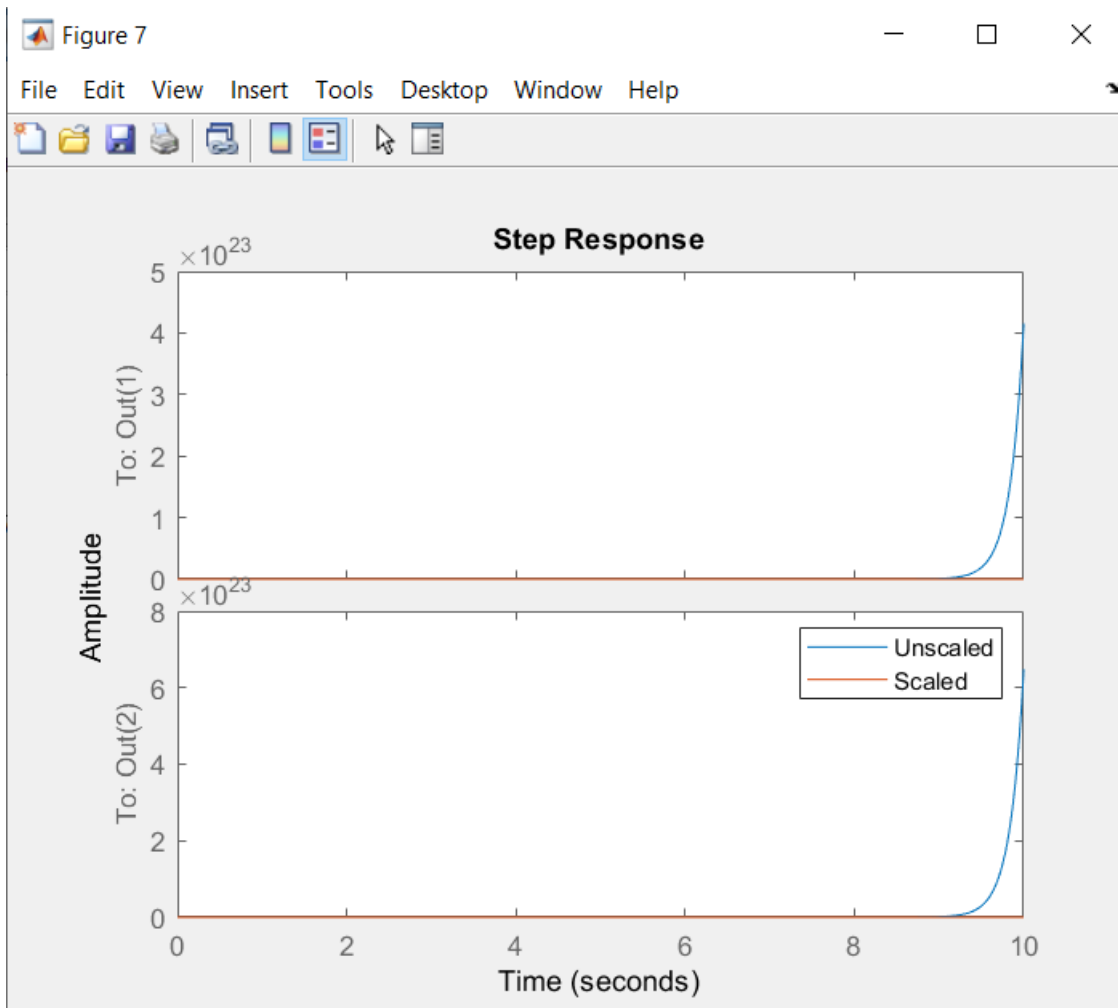 Figure 7
File Edit View Insert Tools Desktop Window Help
Step Response
×10^23
5
4
3
2
1
0
To: Out(1)
Amplitude
×10^23
8
6
4
2
0
To: Out(2)
Unscaled
Scaled
0 2 4 6 8 10
Time (seconds)